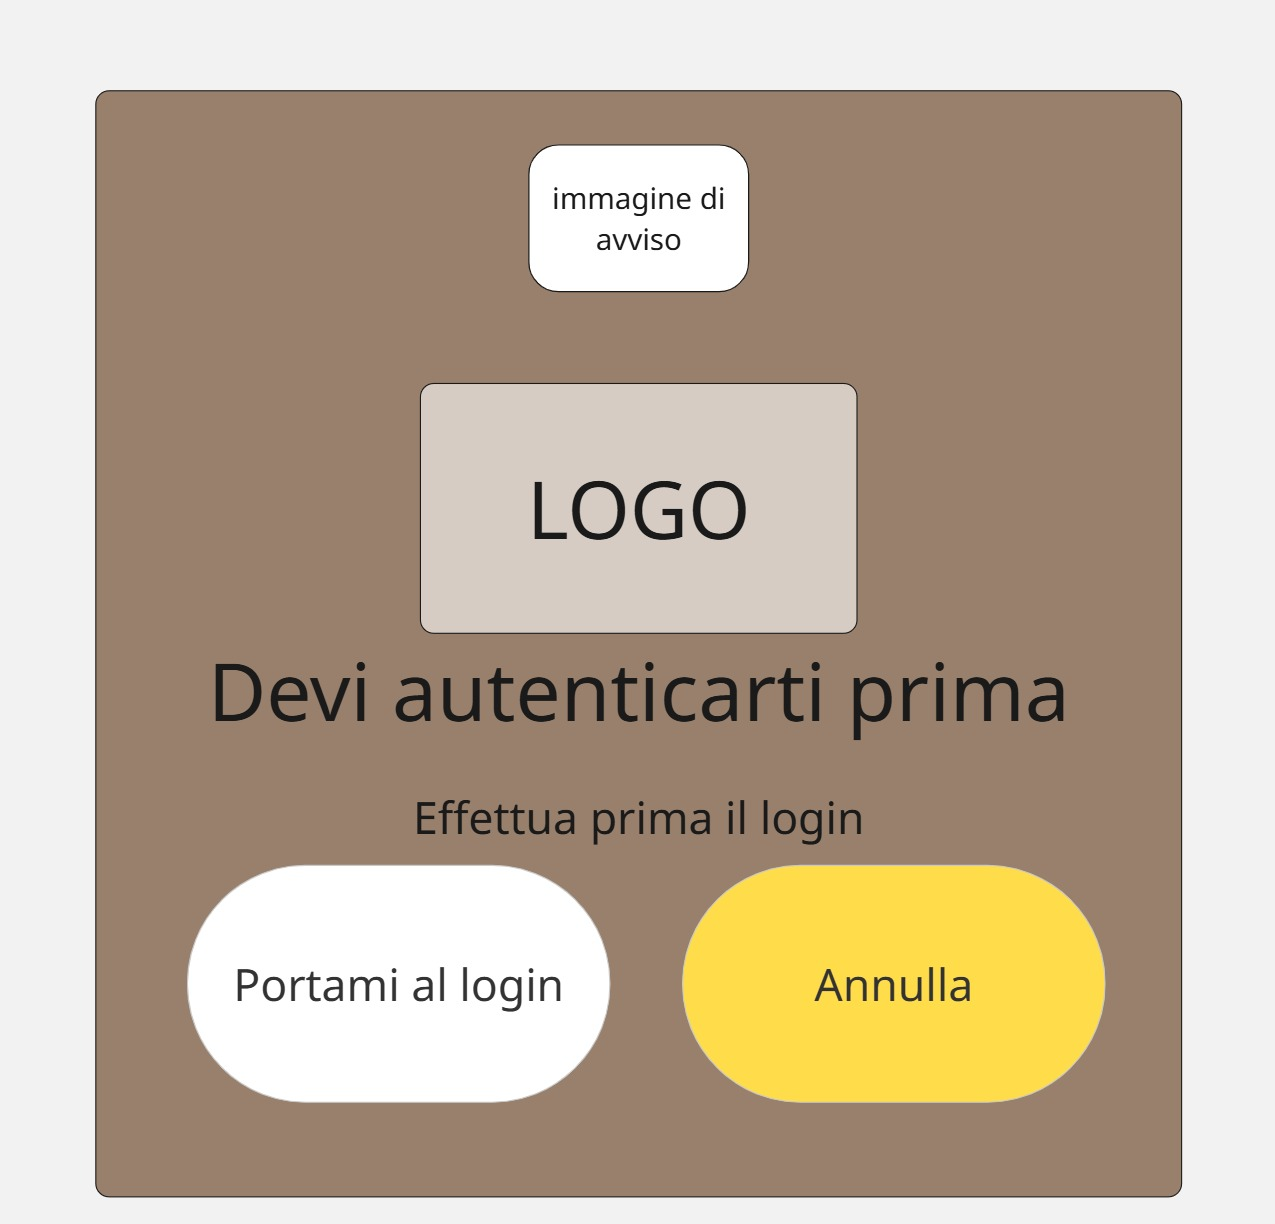 immagine di
avviso
LOGO
Devi autenticarti prima
Effettua prima il login
Portami al login
Annulla